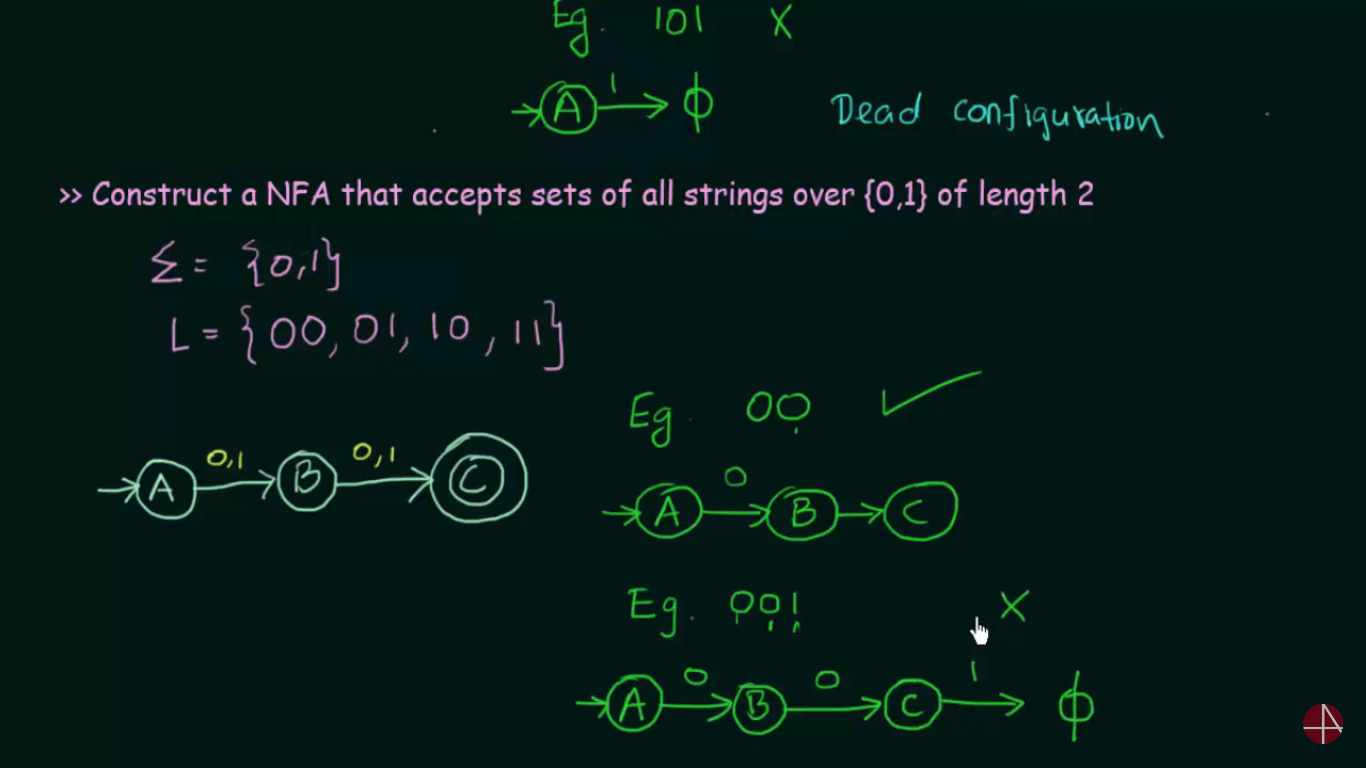 Eg. 101 X
1
→ A → ϕ Dead configuration
>> Construct a NFA that accepts sets of all strings over {0,1} of length 2
Σ = {0,1}
L = {00, 01, 10, 11}
Eg. 00 ✓
0,1 0,1
→ A → B → C
0
→ A → B → C
Eg. 001 X
0 0 1
→ A → B → C → ϕ